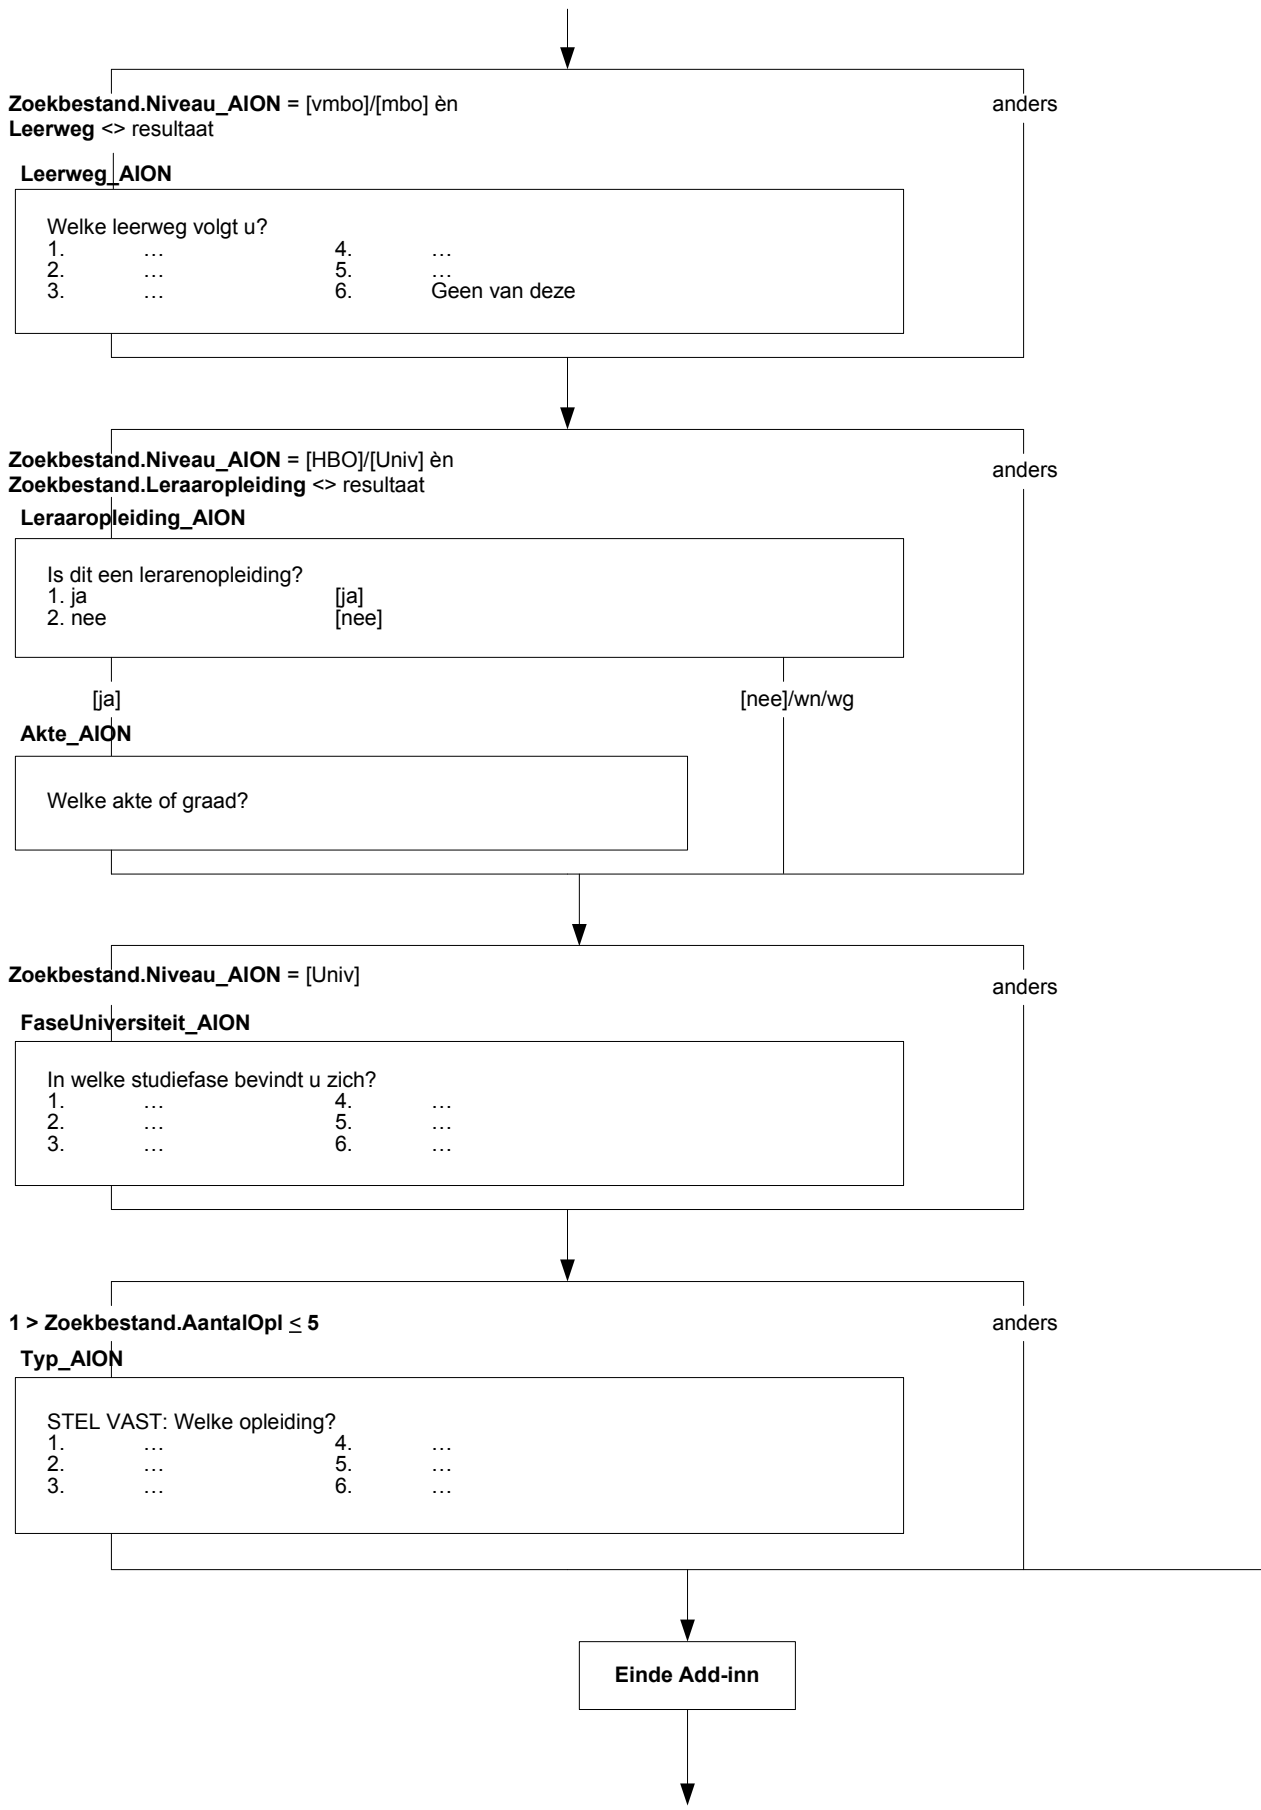 Zoekbestand.Niveau_AION = [vmbo]/[mbo] èn
anders
Leerweg <> resultaat
Leerweg_AION
Welke leerweg volgt u?
1. … 4. …
2. … 5. …
3. … 6. Geen van deze
Zoekbestand.Niveau_AION = [HBO]/[Univ] èn
anders
Zoekbestand.Leraaropleiding <> resultaat
Leraaropleiding_AION
Is dit een lerarenopleiding?
1. ja [ja]
2. nee [nee]
[ja] [nee]/wn/wg
Akte_AION
Welke akte of graad?
Zoekbestand.Niveau_AION = [Univ]
anders
FaseUniversiteit_AION
In welke studiefase bevindt u zich?
1. … 4. …
2. … 5. …
3. … 6. …
1 > Zoekbestand.AantalOpl ≤ 5 anders
Typ_AION
STEL VAST: Welke opleiding?
1. … 4. …
2. … 5. …
3. … 6. …
Einde Add-inn